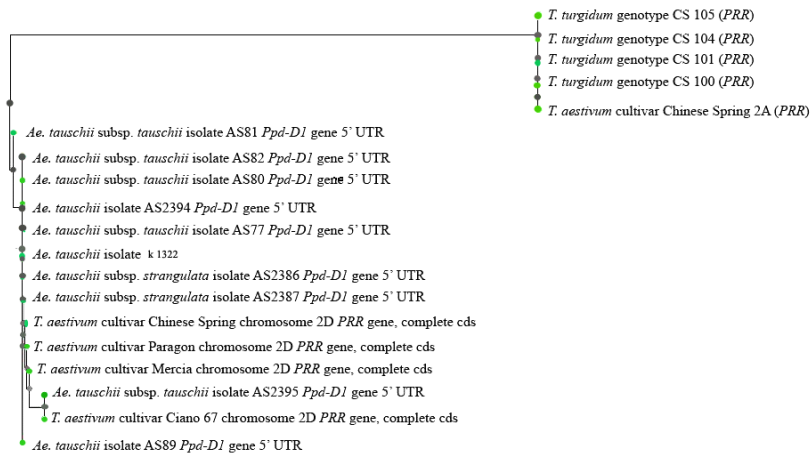 T. turgidum genotype CS 105 (PRR)
T. turgidum genotype CS 104 (PRR)
T. turgidum genotype CS 101 (PRR)
T. turgidum genotype CS 100 (PRR)
T. aestivum cultivar Chinese Spring 2A (PRR)
Ae. tauschii subsp. tauschii isolate AS81 Ppd-D1 gene 5’ UTR
Ae. tauschii subsp. tauschii isolate AS82 Ppd-D1 gene 5’ UTR
Ae. tauschii subsp. tauschii isolate AS80 Ppd-D1 gene 5’ UTR
Ae. tauschii isolate AS2394 Ppd-D1 gene 5’ UTR
Ae. tauschii subsp. tauschii isolate AS77 Ppd-D1 gene 5’ UTR
Ae. tauschii isolate k 1322
Ae. tauschii subsp. strangulata isolate AS2386 Ppd-D1 gene 5’ UTR
Ae. tauschii subsp. strangulata isolate AS2387 Ppd-D1 gene 5’ UTR
T. aestivum cultivar Chinese Spring chromosome 2D PRR gene, complete cds
T. aestivum cultivar Paragon chromosome 2D PRR gene, complete cds
T. aestivum cultivar Mercia chromosome 2D PRR gene, complete cds
Ae. tauschii subsp. tauschii isolate AS2395 Ppd-D1 gene 5’ UTR
T. aestivum cultivar Ciano 67 chromosome 2D PRR gene, complete cds
Ae. tauschii isolate AS89 Ppd-D1 gene 5’ UTR